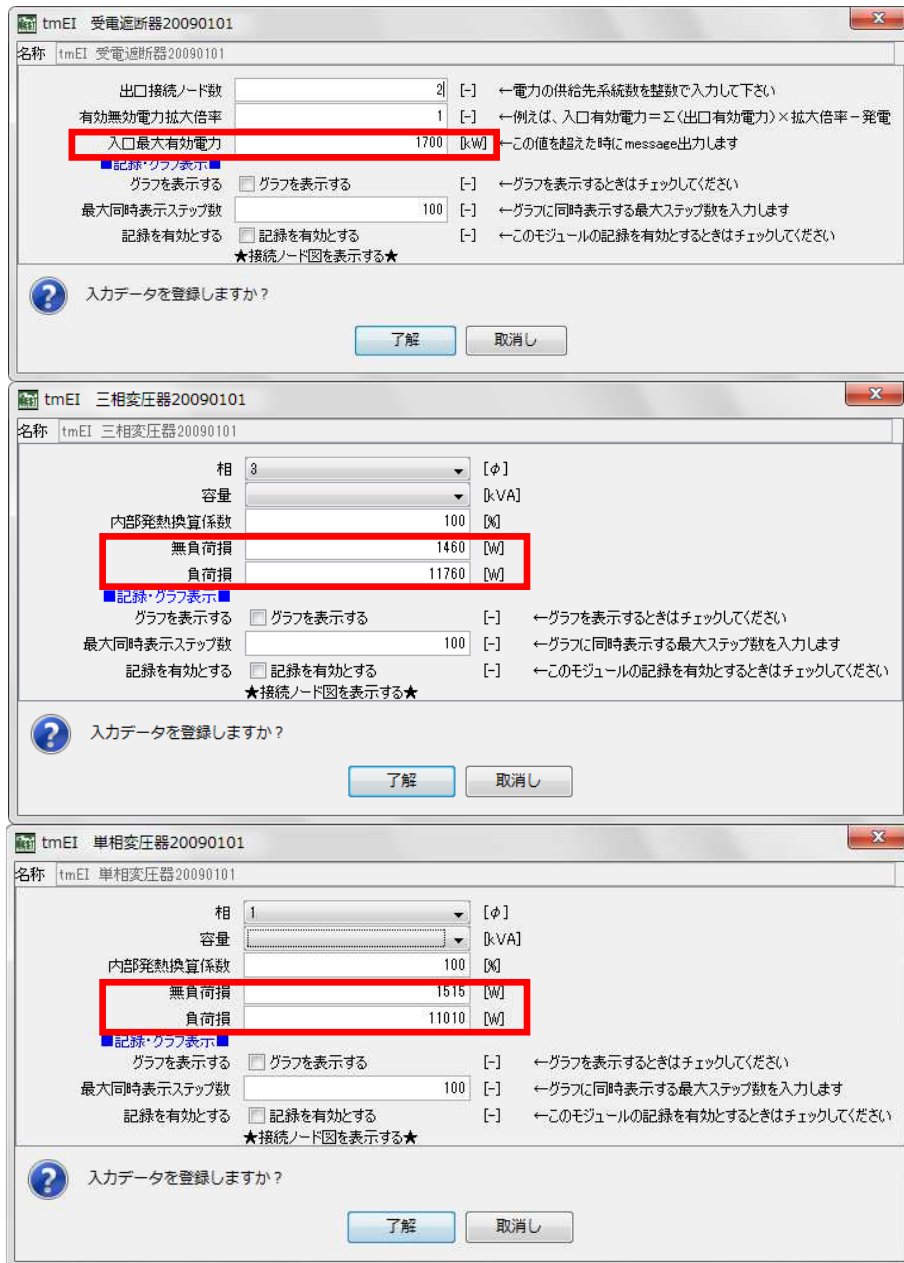 tmEI 受電遮断器20090101
名称 tmEI 受電遮断器20090101
出口接続ノード数 2 [-] ←電力の供給先系統数を整数で入力して下さい
有効無効電力拡大倍率 1 [-] ←例えば、入口有効電力=Σ(出口有効電力)×拡大倍率-発電
入口最大有効電力 1700 [kW] ←この値を超えた時にmessage出力します
■記録・グラフ表示■
グラフを表示する グラフを表示する [-] ←グラフを表示するときはチェックしてください
最大同時表示ステップ数 100 [-] ←グラフに同時表示する最大ステップ数を入力します
記録を有効とする 記録を有効とする [-] ←このモジュールの記録を有効とするときはチェックしてください
★接続ノード図を表示する★
入力データを登録しますか?
了解 取消し
tmEI 三相変圧器20090101
名称 tmEI 三相変圧器20090101
相 3 [φ]
容量 [kVA]
内部発熱換算係数 100 [%]
無負荷損 1460 [W]
負荷損 11760 [W]
■記録・グラフ表示■
グラフを表示する グラフを表示する [-] ←グラフを表示するときはチェックしてください
最大同時表示ステップ数 100 [-] ←グラフに同時表示する最大ステップ数を入力します
記録を有効とする 記録を有効とする [-] ←このモジュールの記録を有効とするときはチェックしてください
★接続ノード図を表示する★
入力データを登録しますか?
了解 取消し
tmEI 単相変圧器20090101
名称 tmEI 単相変圧器20090101
相 1 [φ]
容量 [kVA]
内部発熱換算係数 100 [%]
無負荷損 1515 [W]
負荷損 11010 [W]
■記録・グラフ表示■
グラフを表示する グラフを表示する [-] ←グラフを表示するときはチェックしてください
最大同時表示ステップ数 100 [-] ←グラフに同時表示する最大ステップ数を入力します
記録を有効とする 記録を有効とする [-] ←このモジュールの記録を有効とするときはチェックしてください
★接続ノード図を表示する★
入力データを登録しますか?
了解 取消し